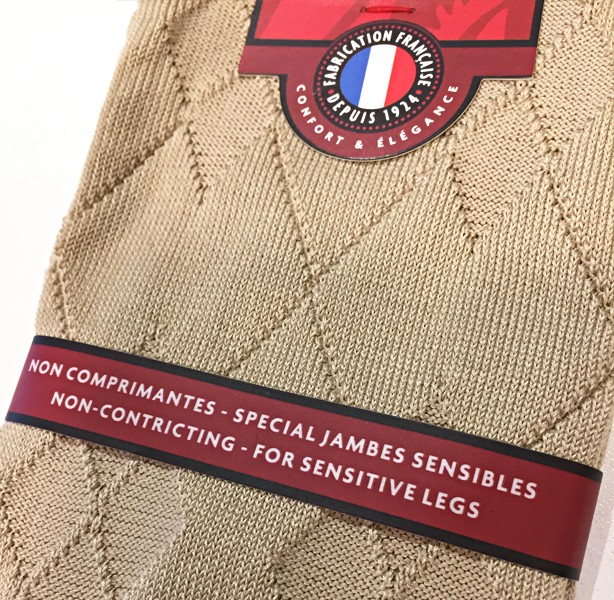 FABRICATION FRANÇAISE
DEPUIS 1924
CONFORT & ÉLÉGANCE
NON COMPRIMANTES - SPECIAL JAMBES SENSIBLES
NON-CONTRICTING - FOR SENSITIVE LEGS